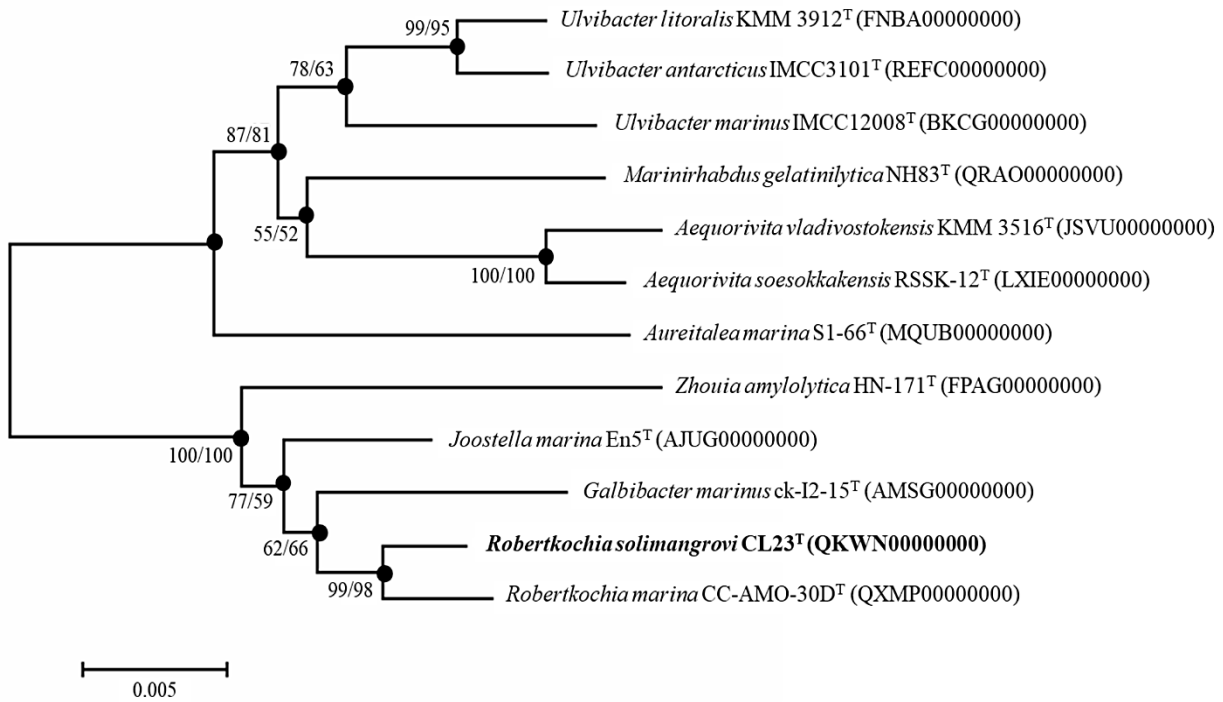 Ulvibacter litoralis KMM 3912ᵀ (FNBA00000000)
99/95
Ulvibacter antarcticus IMCC3101ᵀ (REFC00000000)
78/63
Ulvibacter marinus IMCC12008ᵀ (BKCG00000000)
87/81
Marinirhabdus gelatinilytica NH83ᵀ (QRAO00000000)
55/52
Aequorivita vladivostokensis KMM 3516ᵀ (JSVU00000000)
100/100
Aequorivita soesokkakensis RSSK-12ᵀ (LXIE00000000)
Aureitalea marina S1-66ᵀ (MQUB00000000)
Zhouia amylolytica HN-171ᵀ (FPAG00000000)
100/100
Joostella marina En5ᵀ (AJUG00000000)
77/59
Galbibacter marinus ck-I2-15ᵀ (AMSG00000000)
62/66
Robertkochia solimangrovi CL23ᵀ (QKWN00000000)
99/98
Robertkochia marina CC-AMO-30Dᵀ (QXMP00000000)
0.005